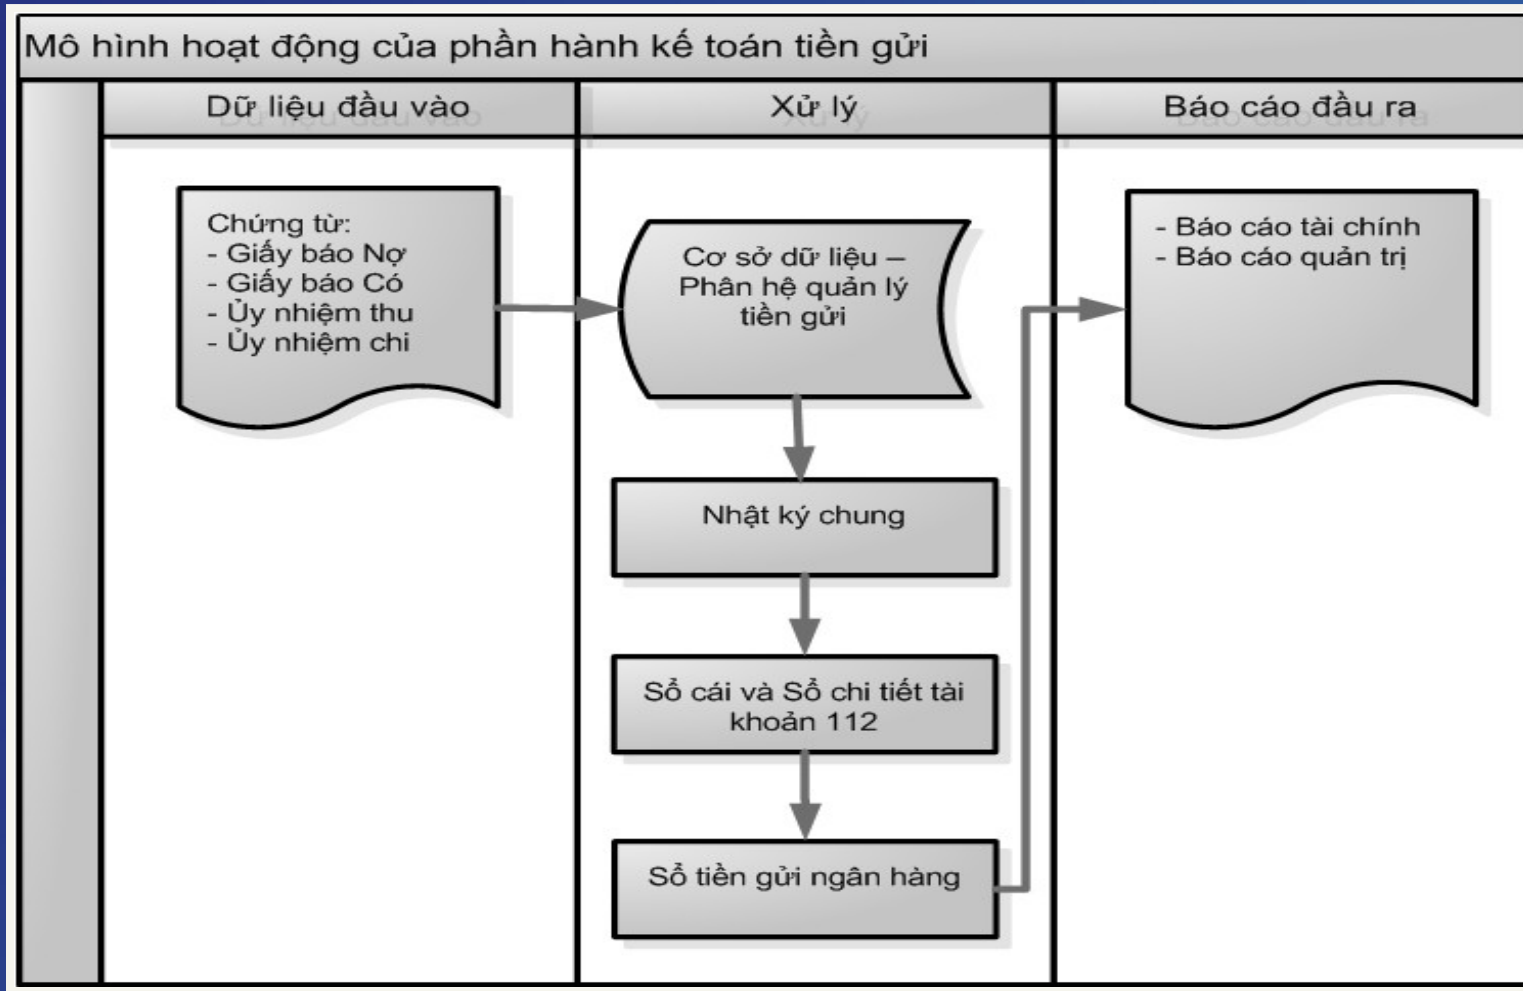 Mô hình hoạt động của phần hành kế toán tiền gửi
Dữ liệu đầu vào
Xử lý
Báo cáo đầu ra
Chứng từ:
- Giấy báo Nợ
- Giấy báo Có
- Ủy nhiệm thu
- Ủy nhiệm chi
Cơ sở dữ liệu –
Phân hệ quản lý
tiền gửi
Nhật ký chung
Sổ cái và Sổ chi tiết tài
khoản 112
Sổ tiền gửi ngân hàng
- Báo cáo tài chính
- Báo cáo quản trị